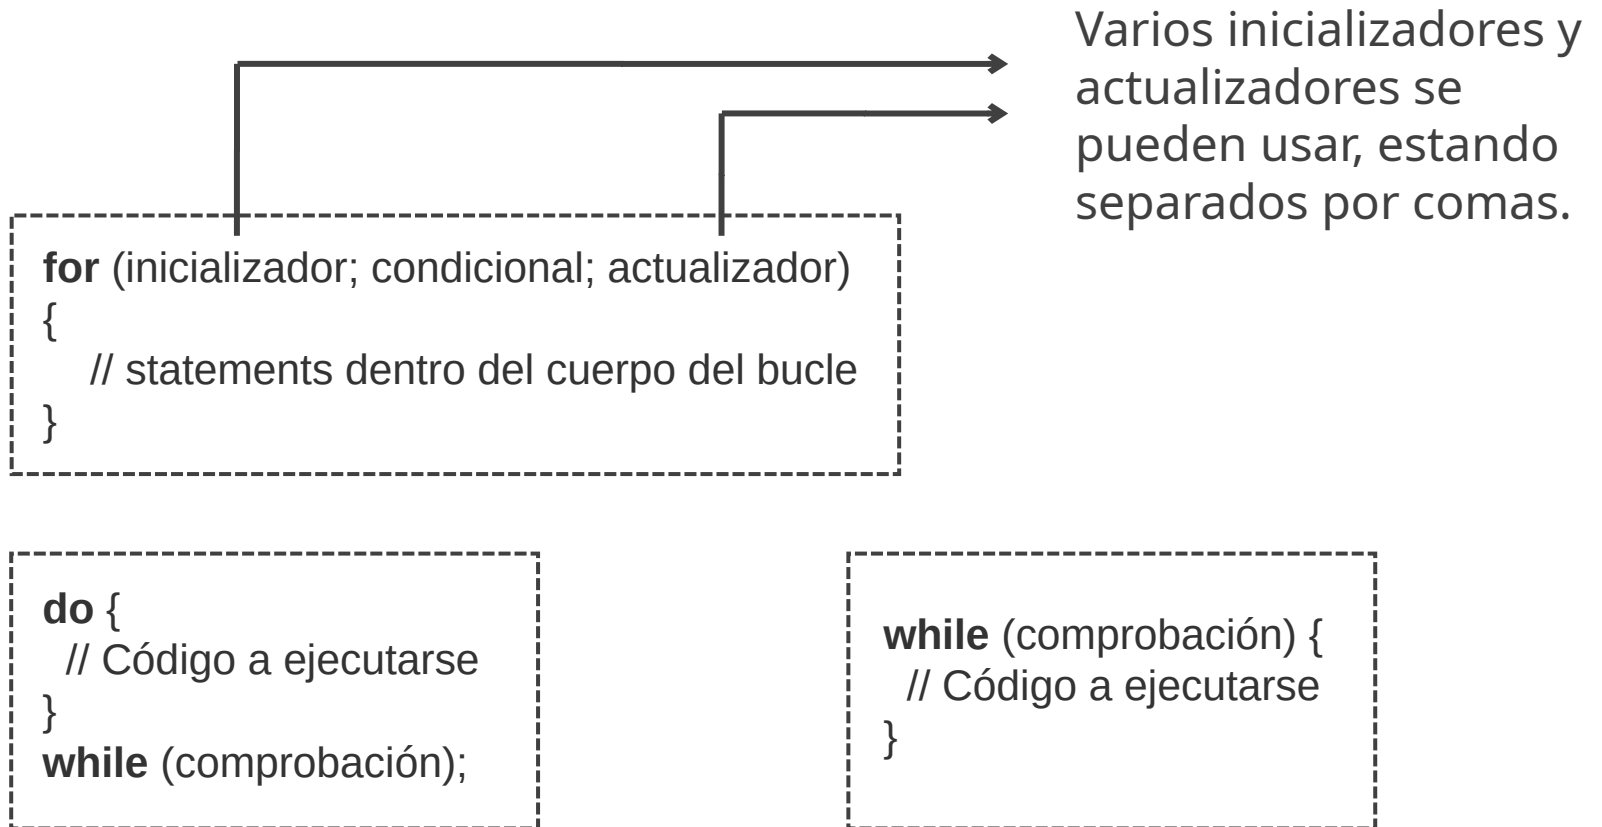 Varios inicializadores y
actualizadores se
pueden usar, estando
separados por comas.
for (inicializador; condicional; actualizador)
{
// statements dentro del cuerpo del bucle
}
do {
// Código a ejecutarse
}
while (comprobación);
while (comprobación) {
// Código a ejecutarse
}